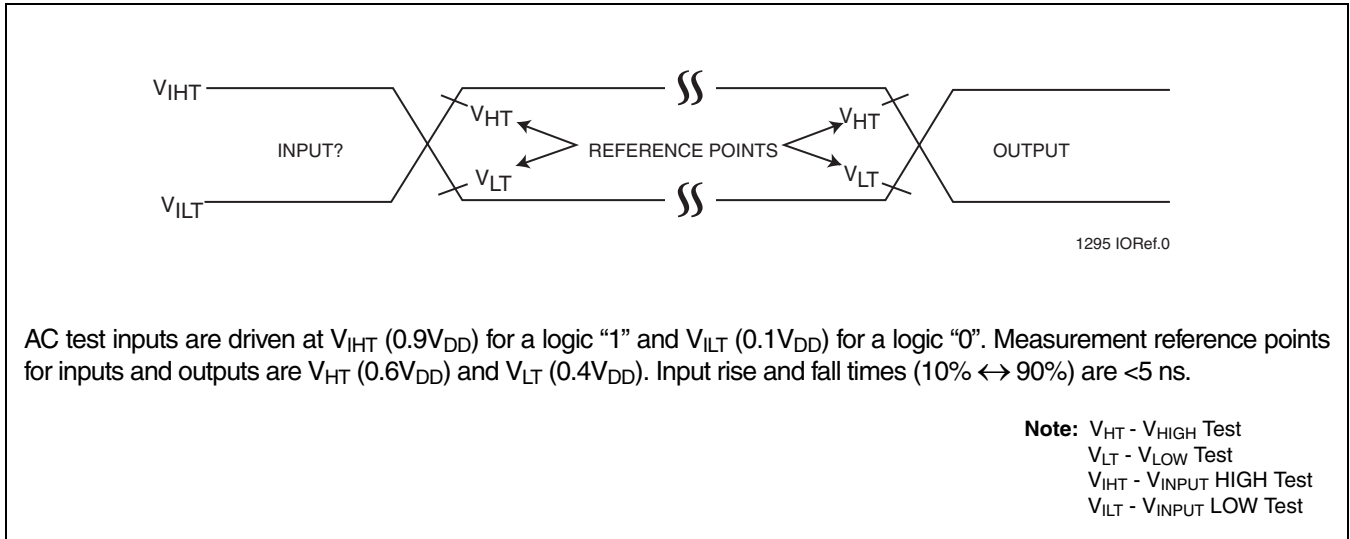 VIHT
VHT
VHT
INPUT?
REFERENCE POINTS
OUTPUT
VLT
VLT
VILT
1295 IORef.0
AC test inputs are driven at VIHT (0.9VDD) for a logic “1” and VILT (0.1VDD) for a logic “0”. Measurement reference points
for inputs and outputs are VHT (0.6VDD) and VLT (0.4VDD). Input rise and fall times (10% ↔ 90%) are <5 ns.
Note: VHT - VHIGH Test
VLT - VLOW Test
VIHT - VINPUT HIGH Test
VILT - VINPUT LOW Test